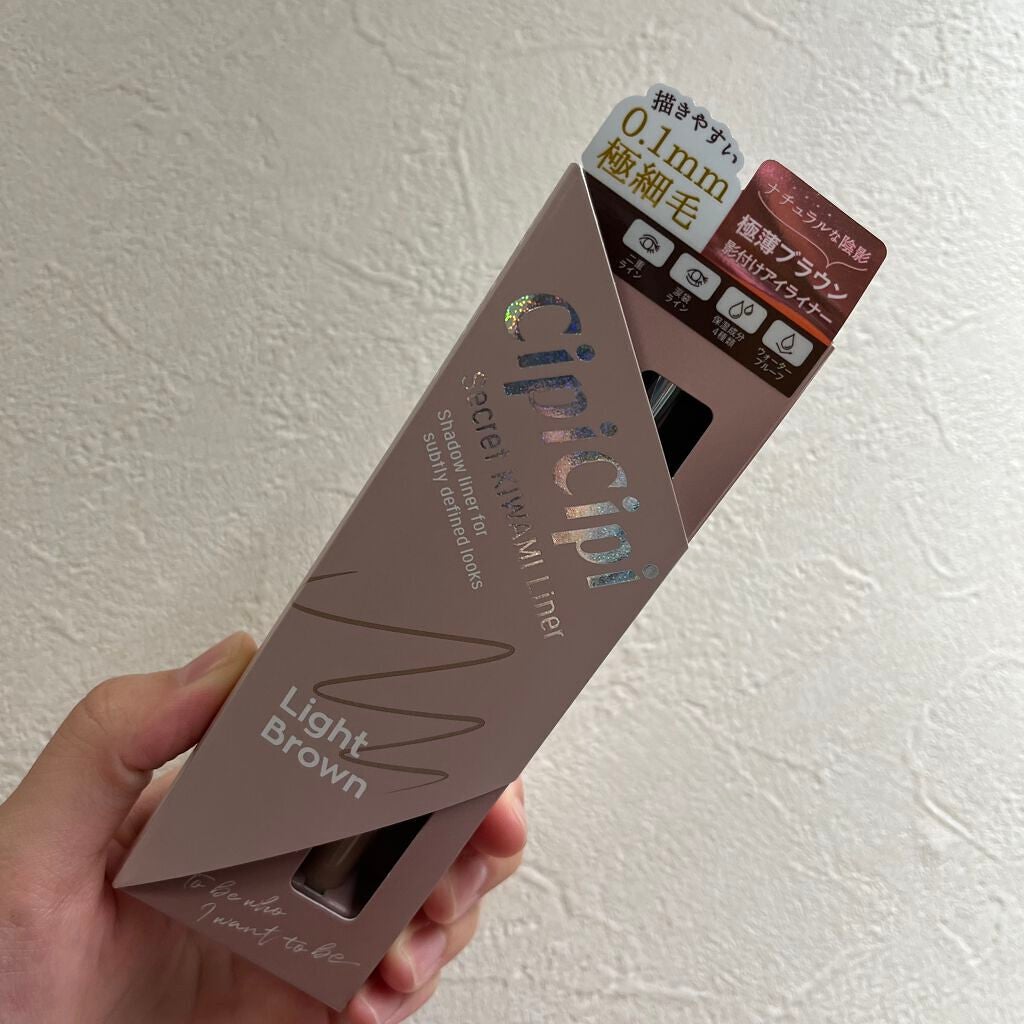 描きやすい
0.1mm
極細毛
ナチュラルな陰影
極薄ブラウン
影付けアイライナー
二重
ライン
涙袋
ライン
保湿成分
4種類
ウォーター
プルーフ
cipicipi
Secret KIWAMI Liner
Shadow liner for
subtly defined looks
Light
Brown
to be who
I want to be